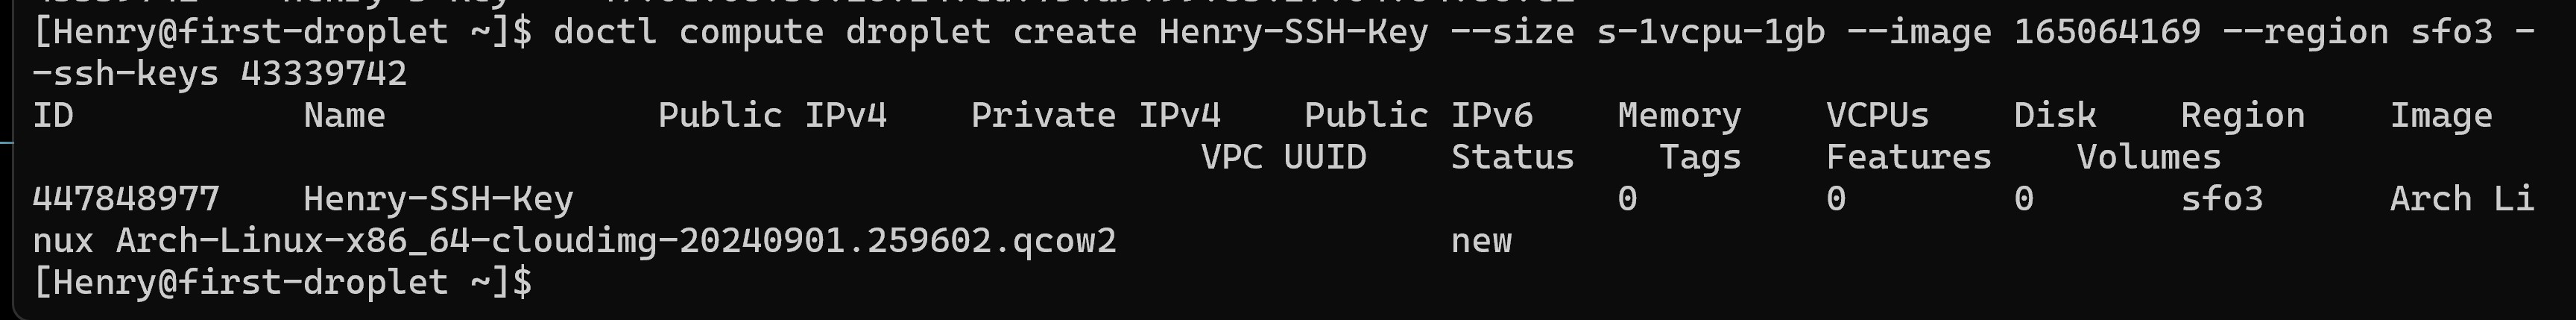 [Henry@first-droplet ~]$ doctl compute droplet create Henry-SSH-Key --size s-1vcpu-1gb --image 165064169 --region sfo3 -
-ssh-keys 43339742
ID Name Public IPv4 Private IPv4 Public IPv6 Memory VCPUs Disk Region Image
VPC UUID Status Tags Features Volumes
447848977 Henry-SSH-Key 0 0 0 sfo3 Arch Li
nux Arch-Linux-x86_64-cloudimg-20240901.259602.qcow2 new
[Henry@first-droplet ~]$